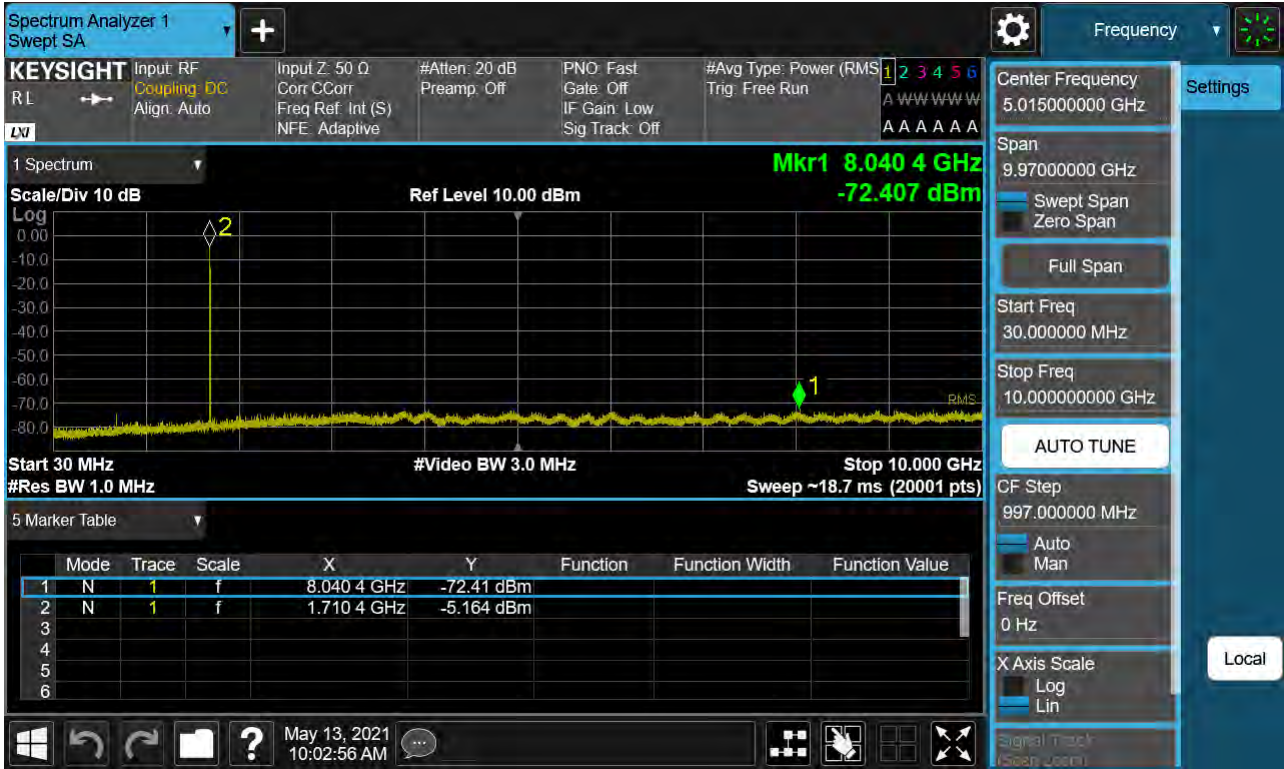 Spectrum Analyzer 1
Swept SA
+
Frequency
KEYSIGHT
R L
LXI
Input: RF
Coupling: DC
Align: Auto
Input Z: 50 Ω
Corr CCorr
Freq Ref: Int (S)
NFE: Adaptive
#Atten: 20 dB
Preamp: Off
PNO: Fast
Gate: Off
IF Gain: Low
Sig Track: Off
#Avg Type: Power (RMS
Trig: Free Run
1 2 3 4 5 6
A W W W W W
A A A A A A
1 Spectrum
Scale/Div 10 dB
Ref Level 10.00 dBm
Mkr1 8.040 4 GHz
-72.407 dBm
Log
0.00
-10.0
-20.0
-30.0
-40.0
-50.0
-60.0
-70.0
-80.0
2
1
RMS
Start 30 MHz
#Video BW 3.0 MHz
Stop 10.000 GHz
#Res BW 1.0 MHz
Sweep ~18.7 ms (20001 pts)
5 Marker Table
Mode Trace Scale X Y Function Function Width Function Value
1 N 1 f 8.040 4 GHz -72.41 dBm
2 N 1 f 1.710 4 GHz -5.164 dBm
3
4
5
6
May 13, 2021
10:02:56 AM
?
Center Frequency
5.015000000 GHz
Settings
Span
9.97000000 GHz
Swept Span
Zero Span
Full Span
Start Freq
30.000000 MHz
Stop Freq
10.000000000 GHz
AUTO TUNE
CF Step
997.000000 MHz
Auto
Man
Freq Offset
0 Hz
X Axis Scale
Log
Lin
Local
Signal Track
(Span Zoom)